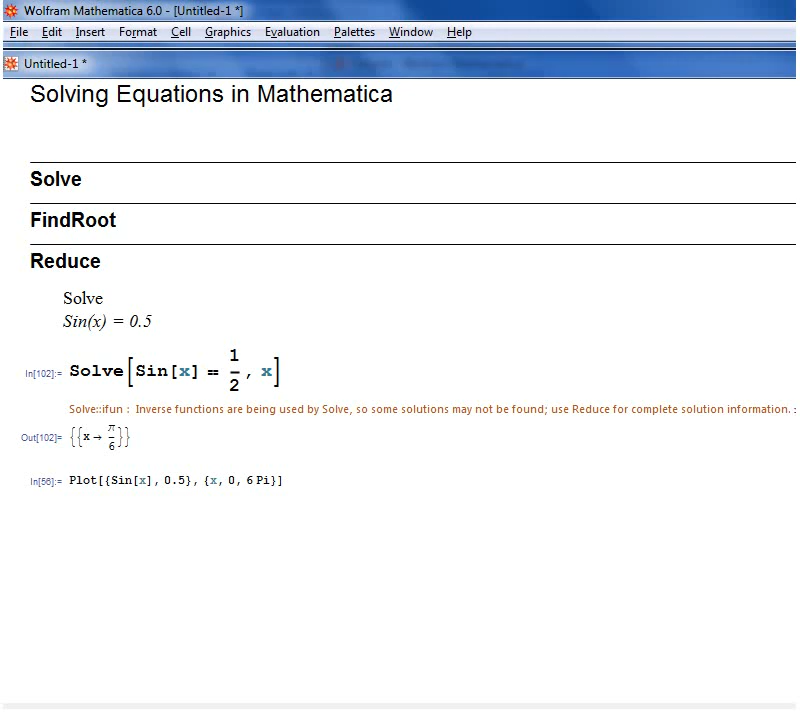 Wolfram Mathematica 6.0 - [Untitled-1 *]
File Edit Insert Format Cell Graphics Evaluation Palettes Window Help
Untitled-1 *
Solving Equations in Mathematica
Solve
FindRoot
Reduce
Solve
Sin(x) = 0.5
In[102]:= Solve[Sin[x] == 1/2, x]
Solve::ifun : Inverse functions are being used by Solve, so some solutions may not be found; use Reduce for complete solution information.
Out[102]= {{x → π/6}}
In[56]:= Plot[{Sin[x], 0.5}, {x, 0, 6 Pi}]